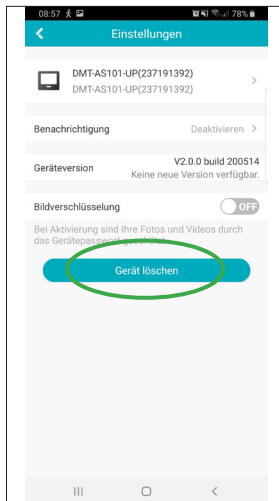 08:57 78%
Einstellungen
DMT-AS101-UP(237191392)
DMT-AS101-UP(237191392)
Benachrichtigung Deaktivieren
Geräteversion V2.0.0 build 200514
Keine neue Version verfügbar.
Bildverschlüsselung OFF
Bei Aktivierung sind Ihre Fotos und Videos durch
das Gerätepasswort geschützt.
Gerät löschen